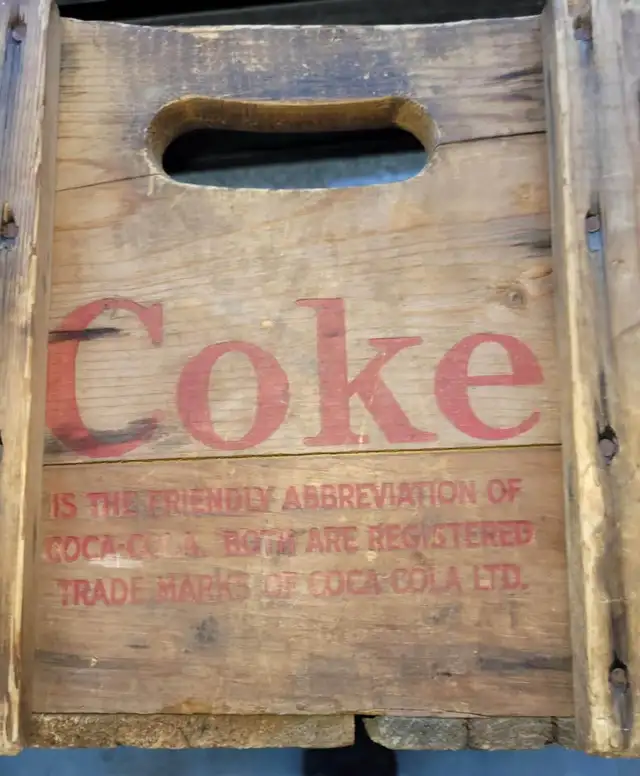 Coke
IS THE FRIENDLY ABBREVIATION OF
COCA-COLA. BOTH ARE REGISTERED
TRADE MARKS OF COCA-COLA LTD.